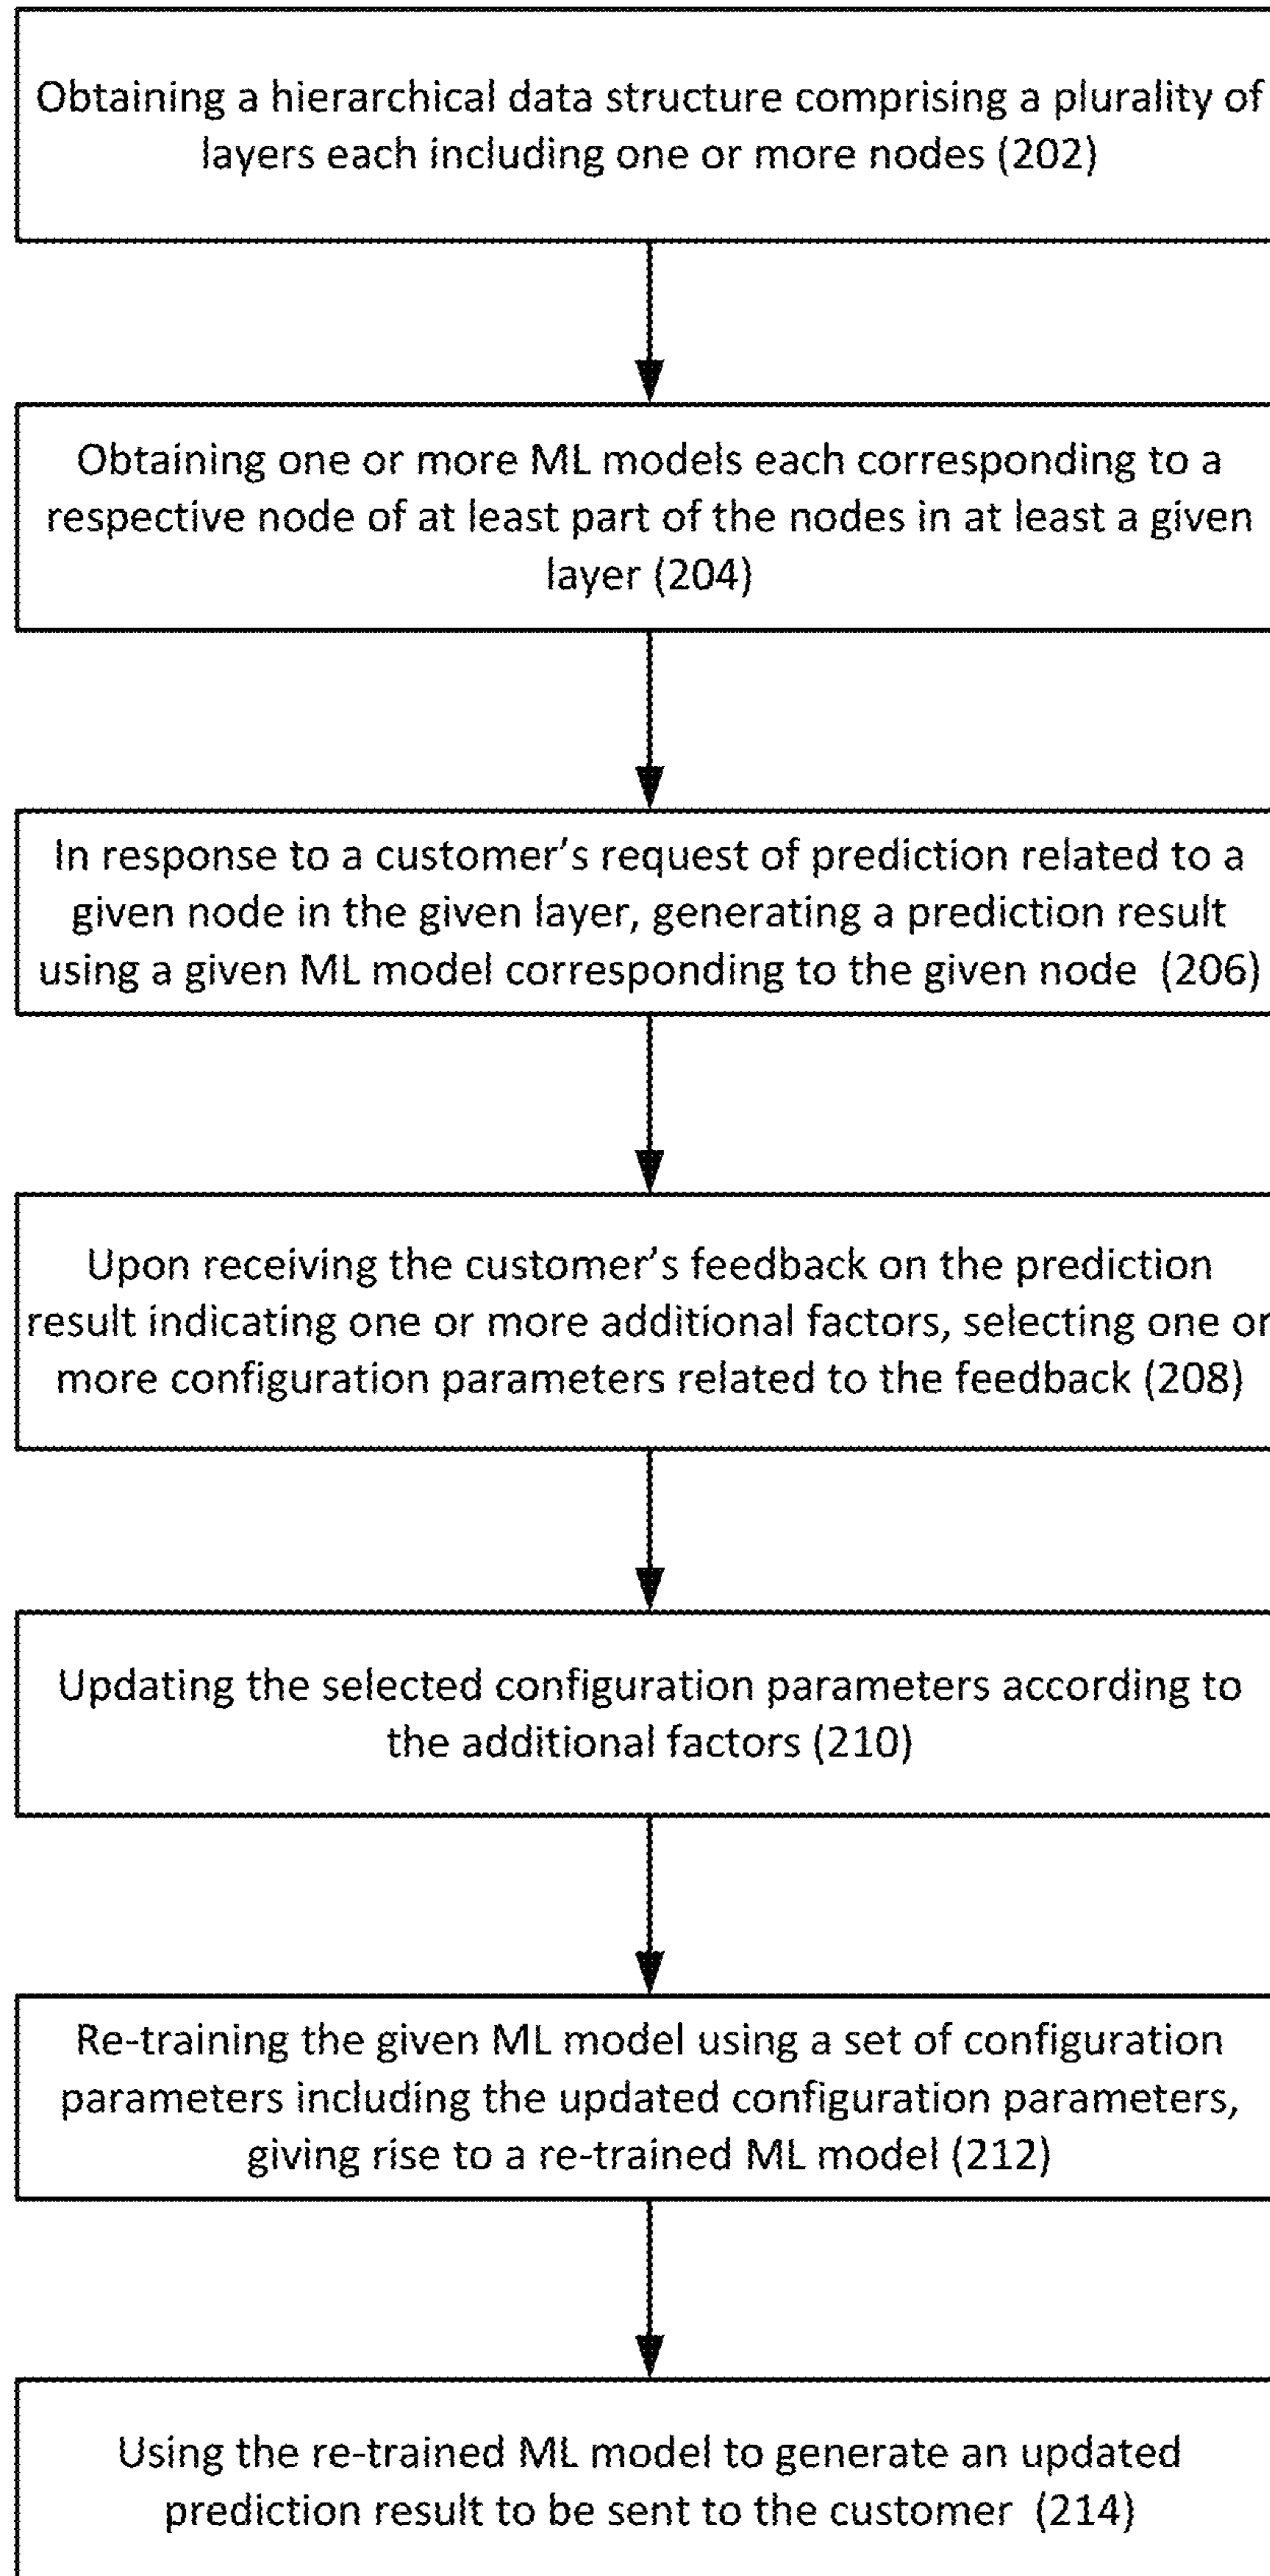 Obtaining a hierarchical data structure comprising a plurality of
layers each including one or more nodes (202)
Obtaining one or more ML models each corresponding to a
respective node of at least part of the nodes in at least a given
layer (204)
In response to a customer’s request of prediction related to a
given node in the given layer, generating a prediction result
using a given ML model corresponding to the given node (206)
Upon receiving the customer’s feedback on the prediction
result indicating one or more additional factors, selecting one or
more configuration parameters related to the feedback (208)
Updating the selected configuration parameters according to
the additional factors (210)
Re-training the given ML model using a set of configuration
parameters including the updated configuration parameters,
giving rise to a re-trained ML model (212)
Using the re-trained ML model to generate an updated
prediction result to be sent to the customer (214)